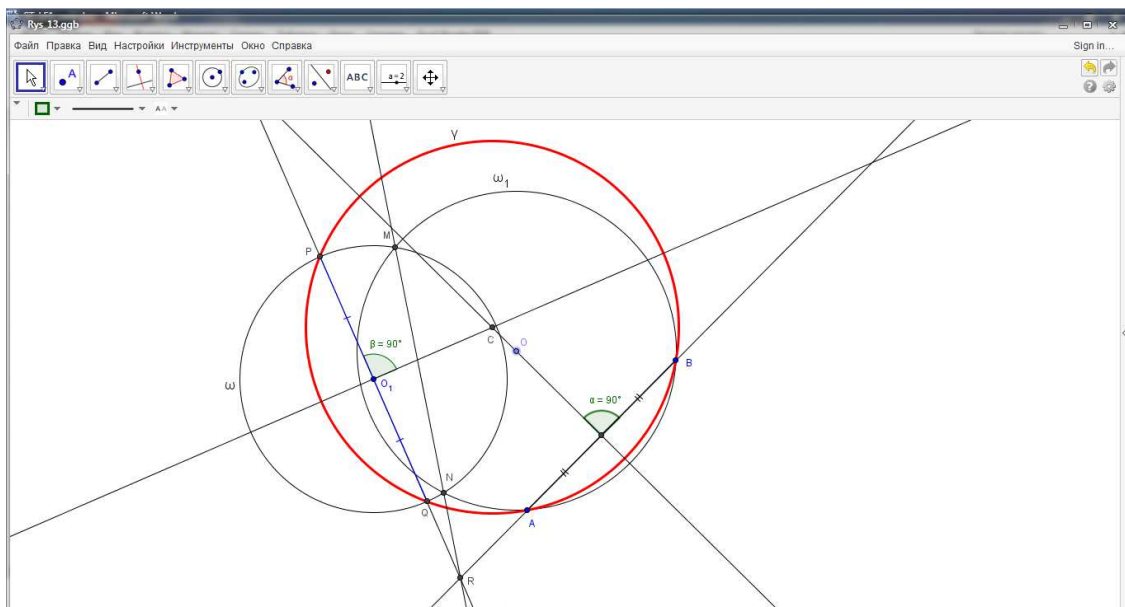 Rys_13.ggb
Файл Правка Вид Настройки Инструменты Окно Справка
Sign in...
A
α
ABC
a=2
A A
γ
ω₁
M
P
β = 90°
C
O
B
O₁
ω
α = 90°
N
Q
A
R